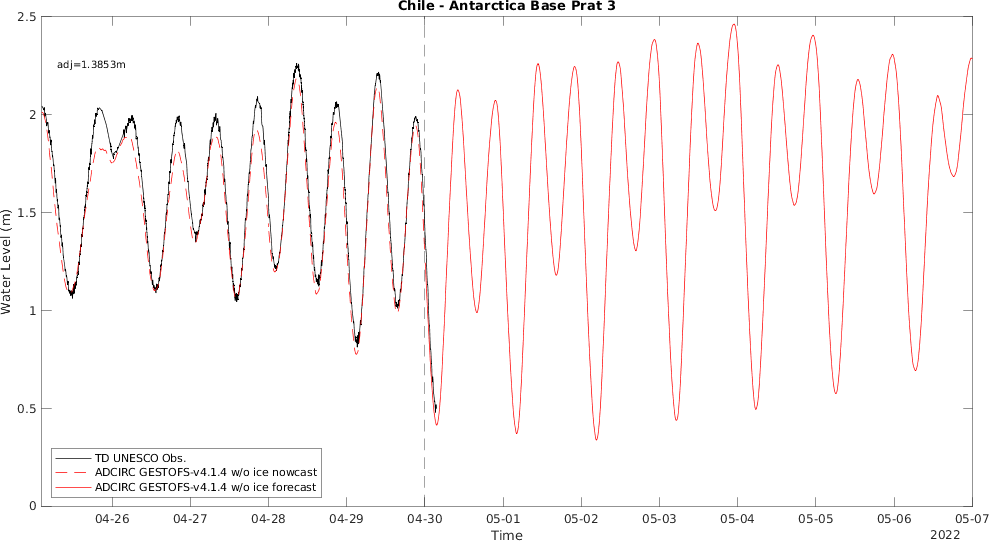 Chile - Antarctica Base Prat 3
2.5
adj=1.3853m
2
1.5
Water Level (m)
1
0.5
TD UNESCO Obs.
ADCIRC GESTOFS-v4.1.4 w/o ice nowcast
ADCIRC GESTOFS-v4.1.4 w/o ice forecast
0
04-26 04-27 04-28 04-29 04-30 05-01 05-02 05-03 05-04 05-05 05-06 05-07
Time
2022